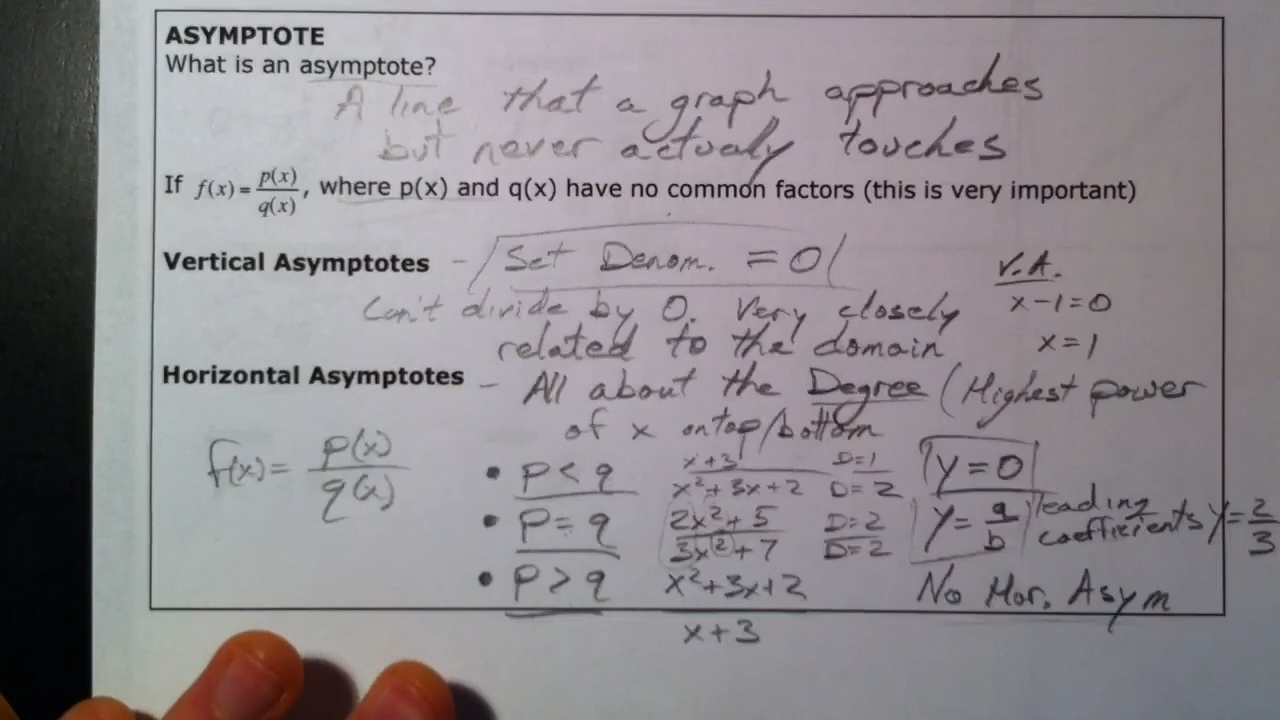 ASYMPTOTE
What is an asymptote?
A line that a graph approaches
but never actualy touches
If f(x) = p(x)/q(x), where p(x) and q(x) have no common factors (this is very important)
Vertical Asymptotes - Set Denom. = 0 V.A.
Can't divide by 0. Very closely x-1=0
related to the domain x=1
Horizontal Asymptotes - All about the Degree (Highest power
of x on top/bottom
f(x) = p(x)/q(x)
• P < q x+3/x²+3x+2 D=1/D=2 y=0
• P = q 2x²+5/3x²+7 D=2/D=2 y=a/b leading coefficients y=2/3
• P > q x²+3x+2/x+3 No Hor. Asym